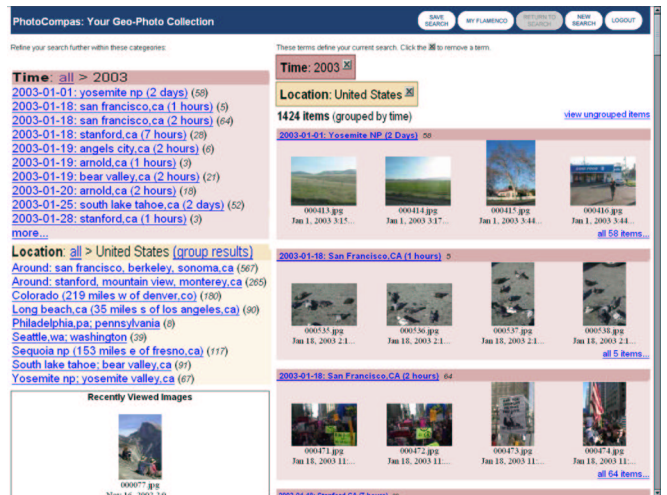 PhotoCompas: Your Geo-Photo Collection
SAVE SEARCH
MY FLAMENCO
RETURN TO SEARCH
NEW SEARCH
LOGOUT
Refine your search further within these categories:
These terms define your current search. Click the to remove a term.
Time: all > 2003
2003-01-01: yosemite np (2 days) (58)
2003-01-18: san francisco,ca (1 hours) (5)
2003-01-18: san francisco,ca (2 hours) (64)
2003-01-18: stanford,ca (7 hours) (28)
2003-01-19: angels city,ca (2 hours) (6)
2003-01-19: arnold,ca (1 hours) (3)
2003-01-19: bear valley,ca (2 hours) (21)
2003-01-20: arnold,ca (2 hours) (18)
2003-01-25: south lake tahoe,ca (2 days) (52)
2003-01-28: stanford,ca (1 hours) (3)
more...
Location: all > United States (group results)
Around: san francisco, berkeley, sonoma,ca (567)
Around: stanford, mountain view, monterey,ca (265)
Colorado (219 miles w of denver,co) (180)
Long beach,ca (35 miles s of los angeles,ca) (90)
Philadelphia,pa; pennsylvania (8)
Seattle,wa; washington (39)
Sequoia np (153 miles e of fresno,ca) (117)
South lake tahoe; bear valley,ca (91)
Yosemite np; yosemite valley,ca (67)
Recently Viewed Images
000077.jpg
Time: 2003
Location: United States
1424 items (grouped by time)
view ungrouped items
2003-01-01: Yosemite NP (2 Days) 58
000413.jpg
Jan 1, 2003 3:15...
000414.jpg
Jan 1, 2003 3:17...
000415.jpg
Jan 1, 2003 3:44...
000416.jpg
Jan 1, 2003 3:44...
all 58 items...
2003-01-18: San Francisco,CA (1 hours) 5
000535.jpg
Jan 18, 2003 2:1...
000536.jpg
Jan 18, 2003 2:1...
000537.jpg
Jan 18, 2003 2:1...
000538.jpg
Jan 18, 2003 2:1...
all 5 items...
2003-01-18: San Francisco,CA (2 hours) 64
000471.jpg
Jan 18, 2003 11:...
000472.jpg
Jan 18, 2003 11:...
000473.jpg
Jan 18, 2003 11:...
000474.jpg
Jan 18, 2003 11:...
all 64 items...